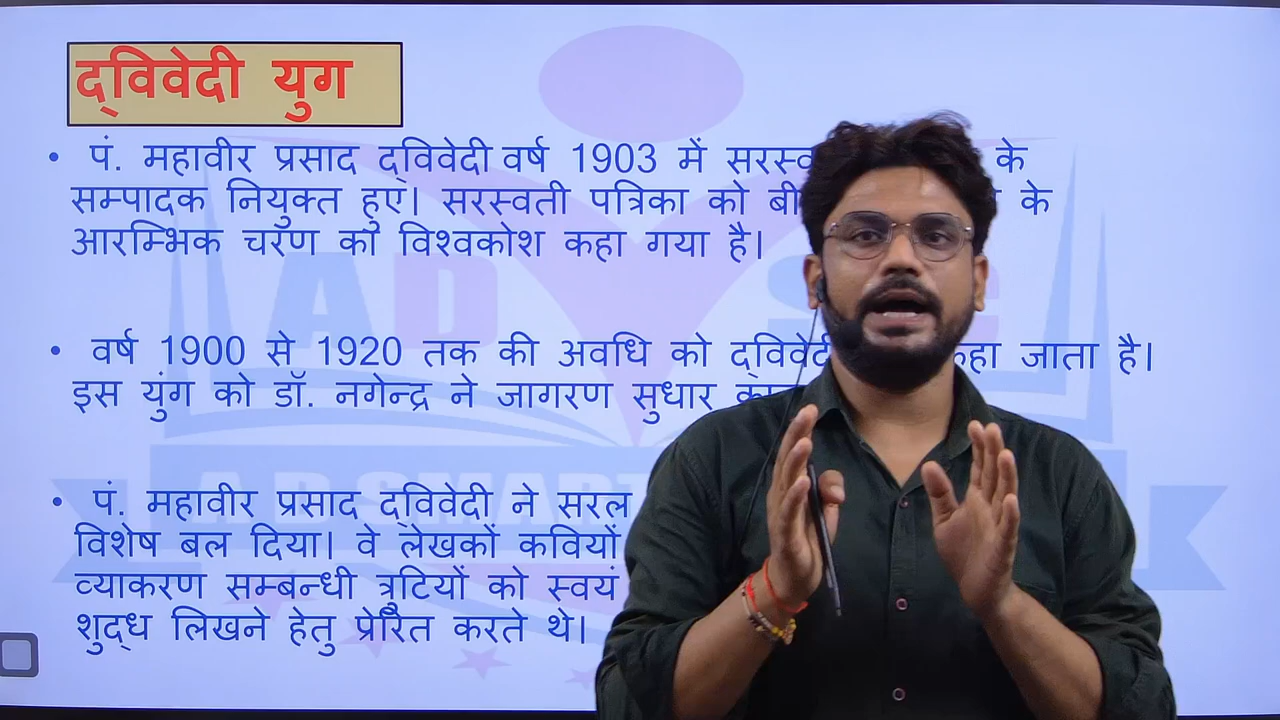 द्विवेदी युग
• पं. महावीर प्रसाद द्विवेदी वर्ष 1903 में के
सम्पादक नियुक्त हुए। सरस्वती पत्रिका को के
आरम्भिक चरण का विश्वकोश कहा गया है।
• वर्ष 1900 से 1920 तक की अवधि को जाता है।
इस युग को डॉ. नगेन्द्र ने जागरण सुधार
• पं. महावीर प्रसाद द्विवेदी ने सरल
विशेष बल दिया। वे लेखकों कवियों
व्याकरण सम्बन्धी त्रुटियों को स्वयं
शुद्ध लिखने हेतु प्रेरित करते थे।